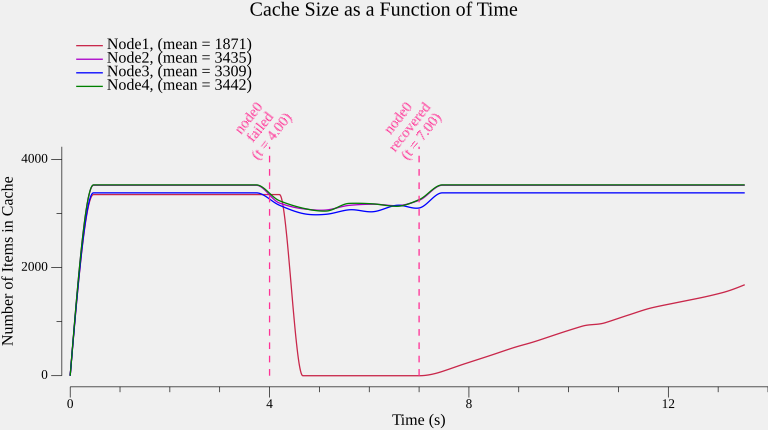 Cache Size as a Function of Time
Node1, (mean = 1871)
Node2, (mean = 3435)
Node3, (mean = 3309)
Node4, (mean = 3442)
node0
failed
(t = 4.00)
node0
recovered
(t = 7.00)
Number of Items in Cache
4000
2000
0
0
4
8
12
Time (s)